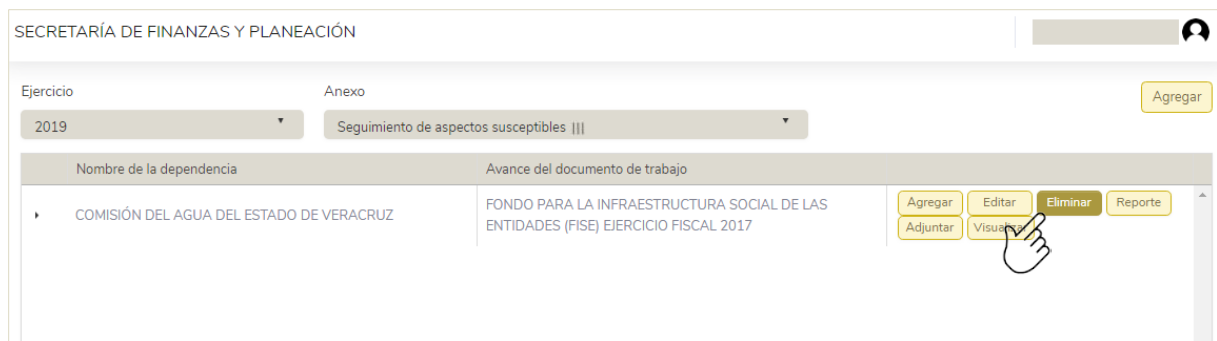 SECRETARÍA DE FINANZAS Y PLANEACIÓN
Ejercicio
Anexo
Agregar
2019
Seguimiento de aspectos susceptibles |||
Nombre de la dependencia
Avance del documento de trabajo
COMISIÓN DEL AGUA DEL ESTADO DE VERACRUZ
FONDO PARA LA INFRAESTRUCTURA SOCIAL DE LAS
ENTIDADES (FISE) EJERCICIO FISCAL 2017
Agregar Editar Eliminar Reporte
Adjuntar Visualizar